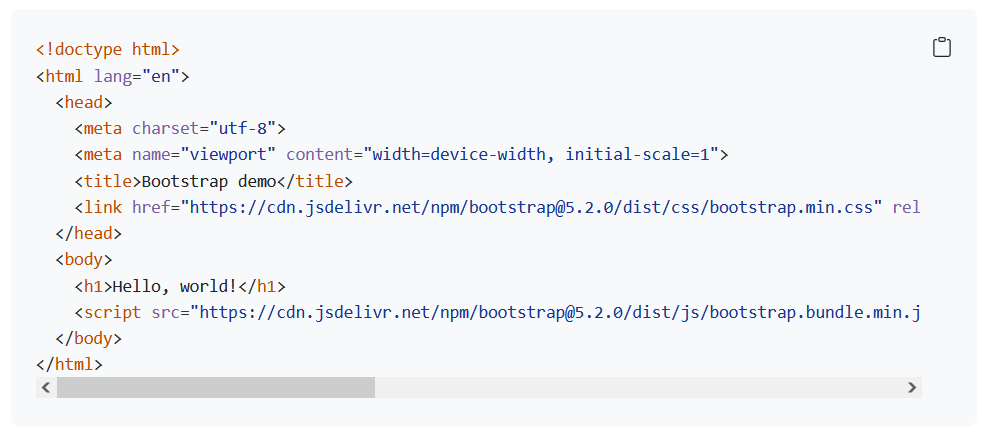 <!doctype html>
<html lang="en">
  <head>
    <meta charset="utf-8">
    <meta name="viewport" content="width=device-width, initial-scale=1">
    <title>Bootstrap demo</title>
    <link href="https://cdn.jsdelivr.net/npm/bootstrap@5.2.0/dist/css/bootstrap.min.css" rel
  </head>
  <body>
    <h1>Hello, world!</h1>
    <script src="https://cdn.jsdelivr.net/npm/bootstrap@5.2.0/dist/js/bootstrap.bundle.min.j
  </body>
</html>